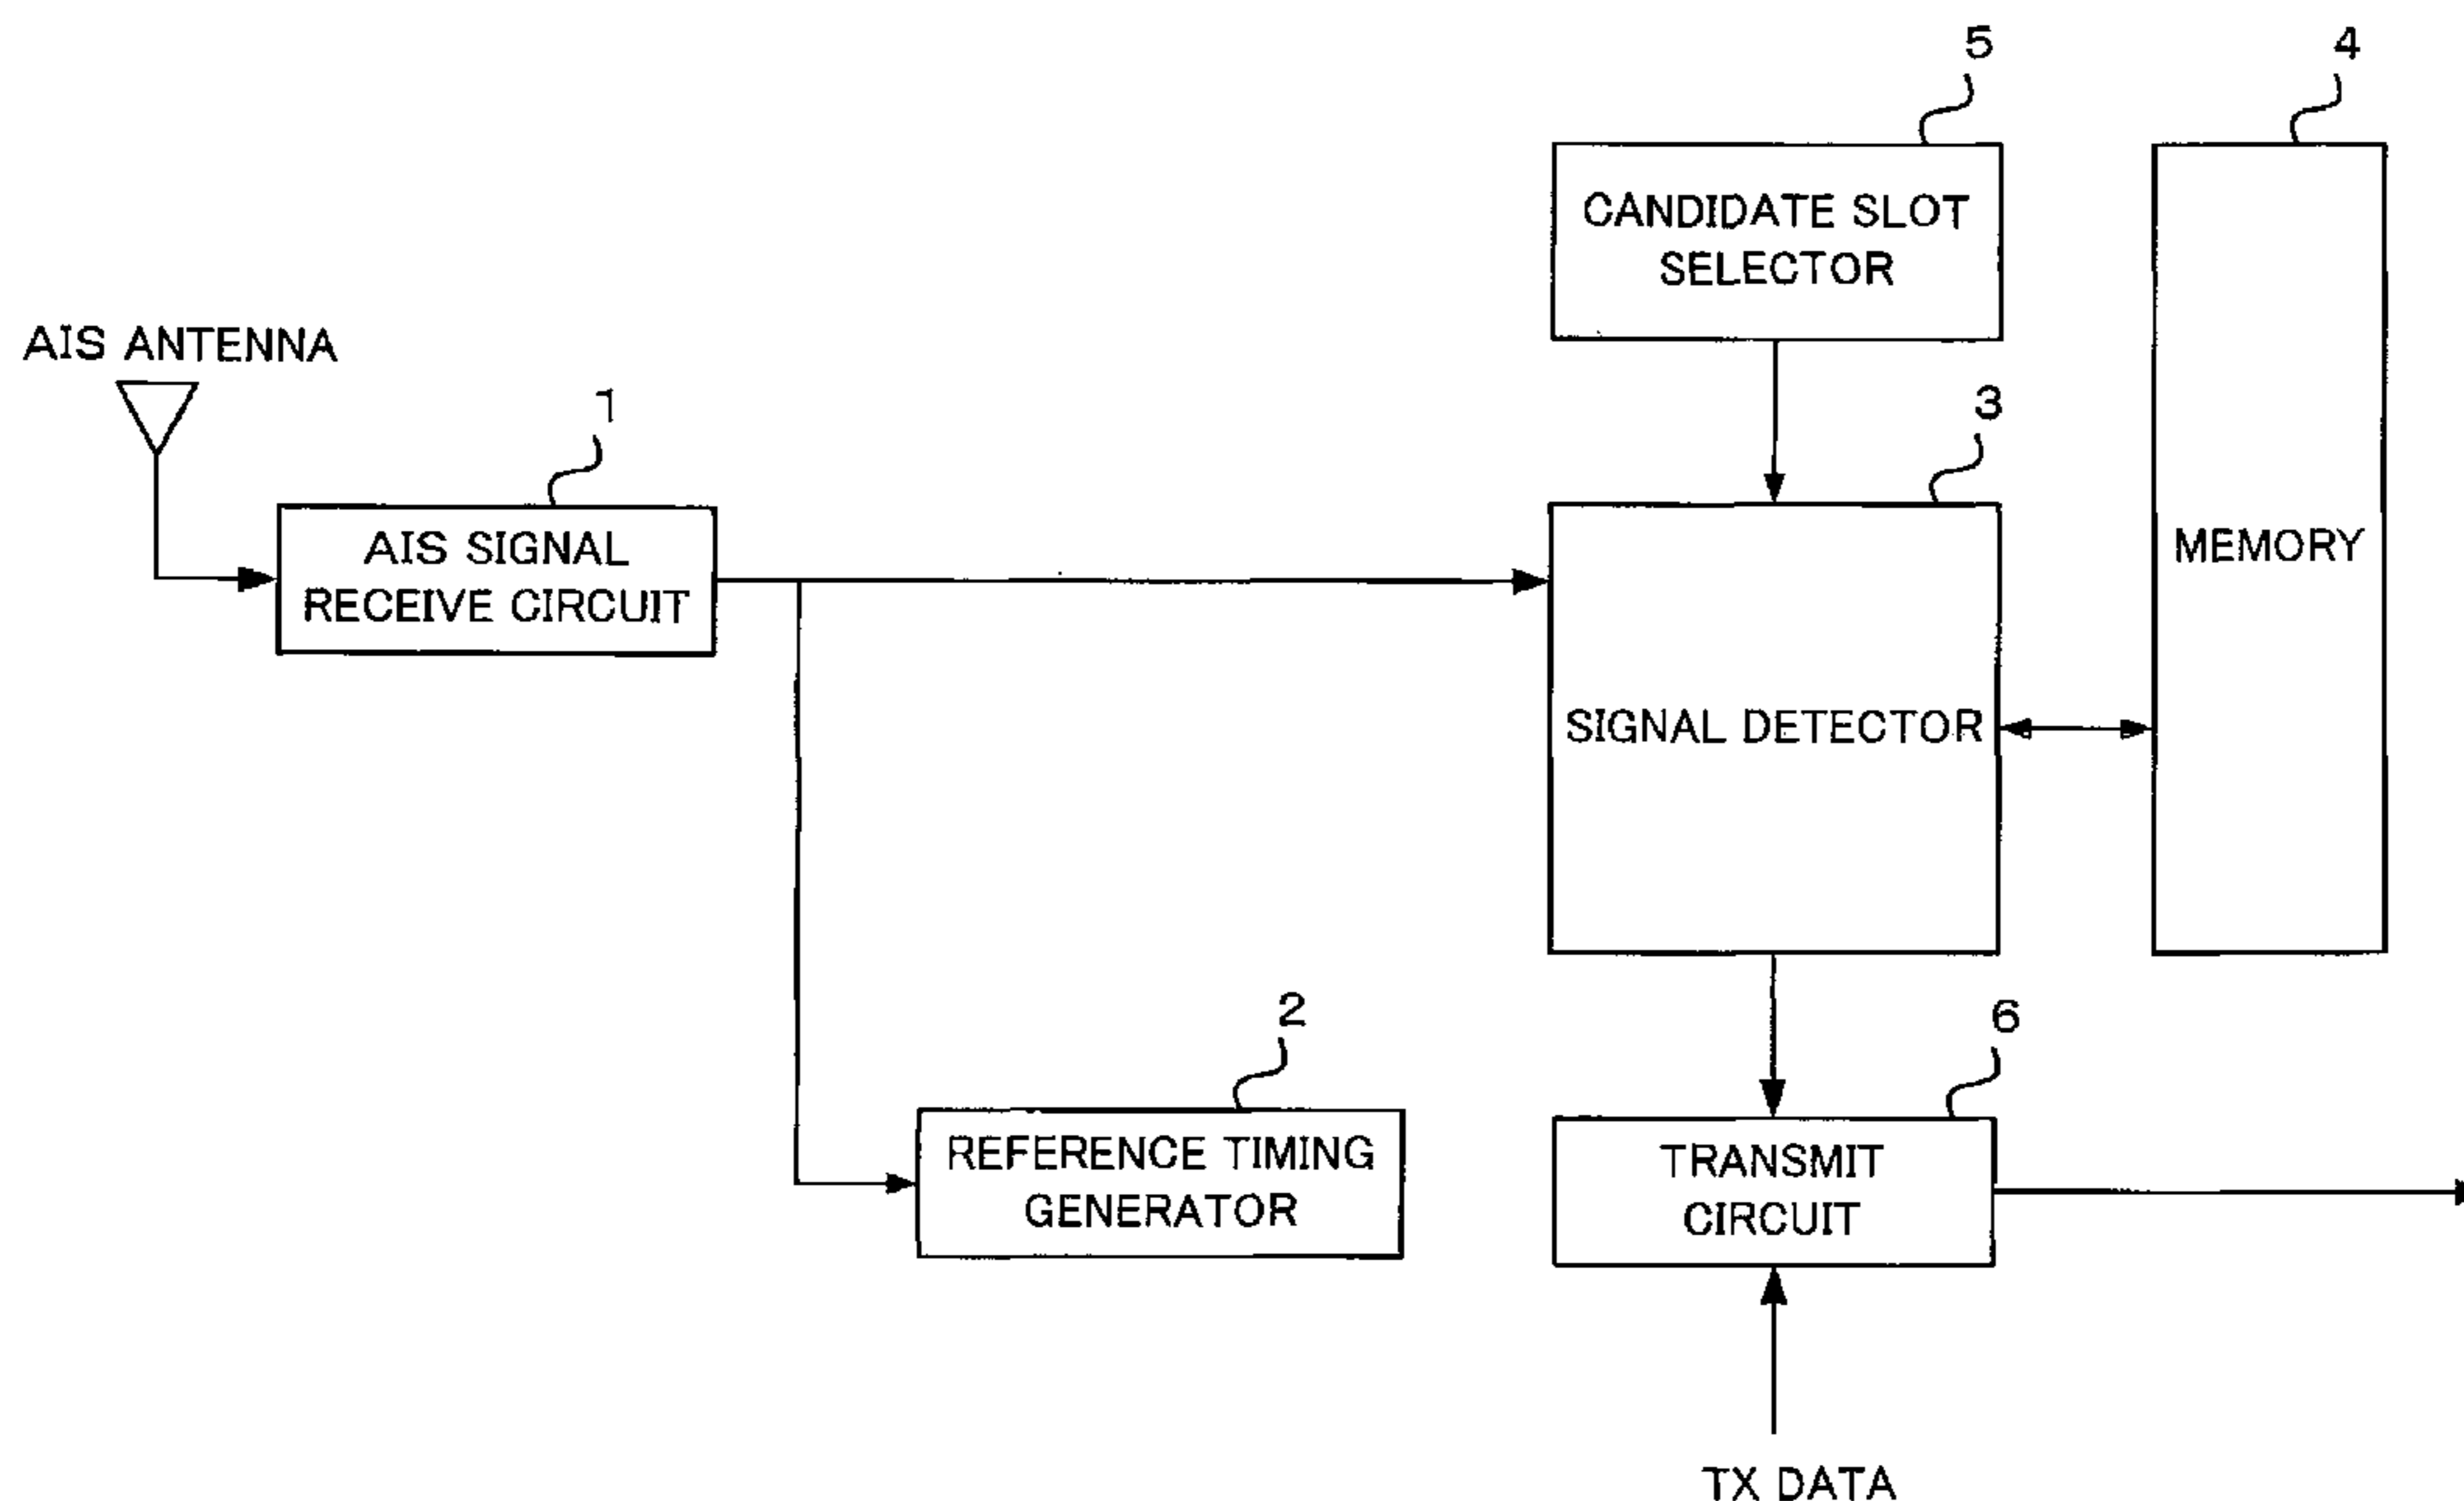 5
4
CANDIDATE SLOT
SELECTOR
AIS ANTENNA
1
3
AIS SIGNAL
RECEIVE CIRCUIT
MEMORY
SIGNAL DETECTOR
2
6
REFERENCE TIMING
GENERATOR
TRANSMIT
CIRCUIT
TX DATA